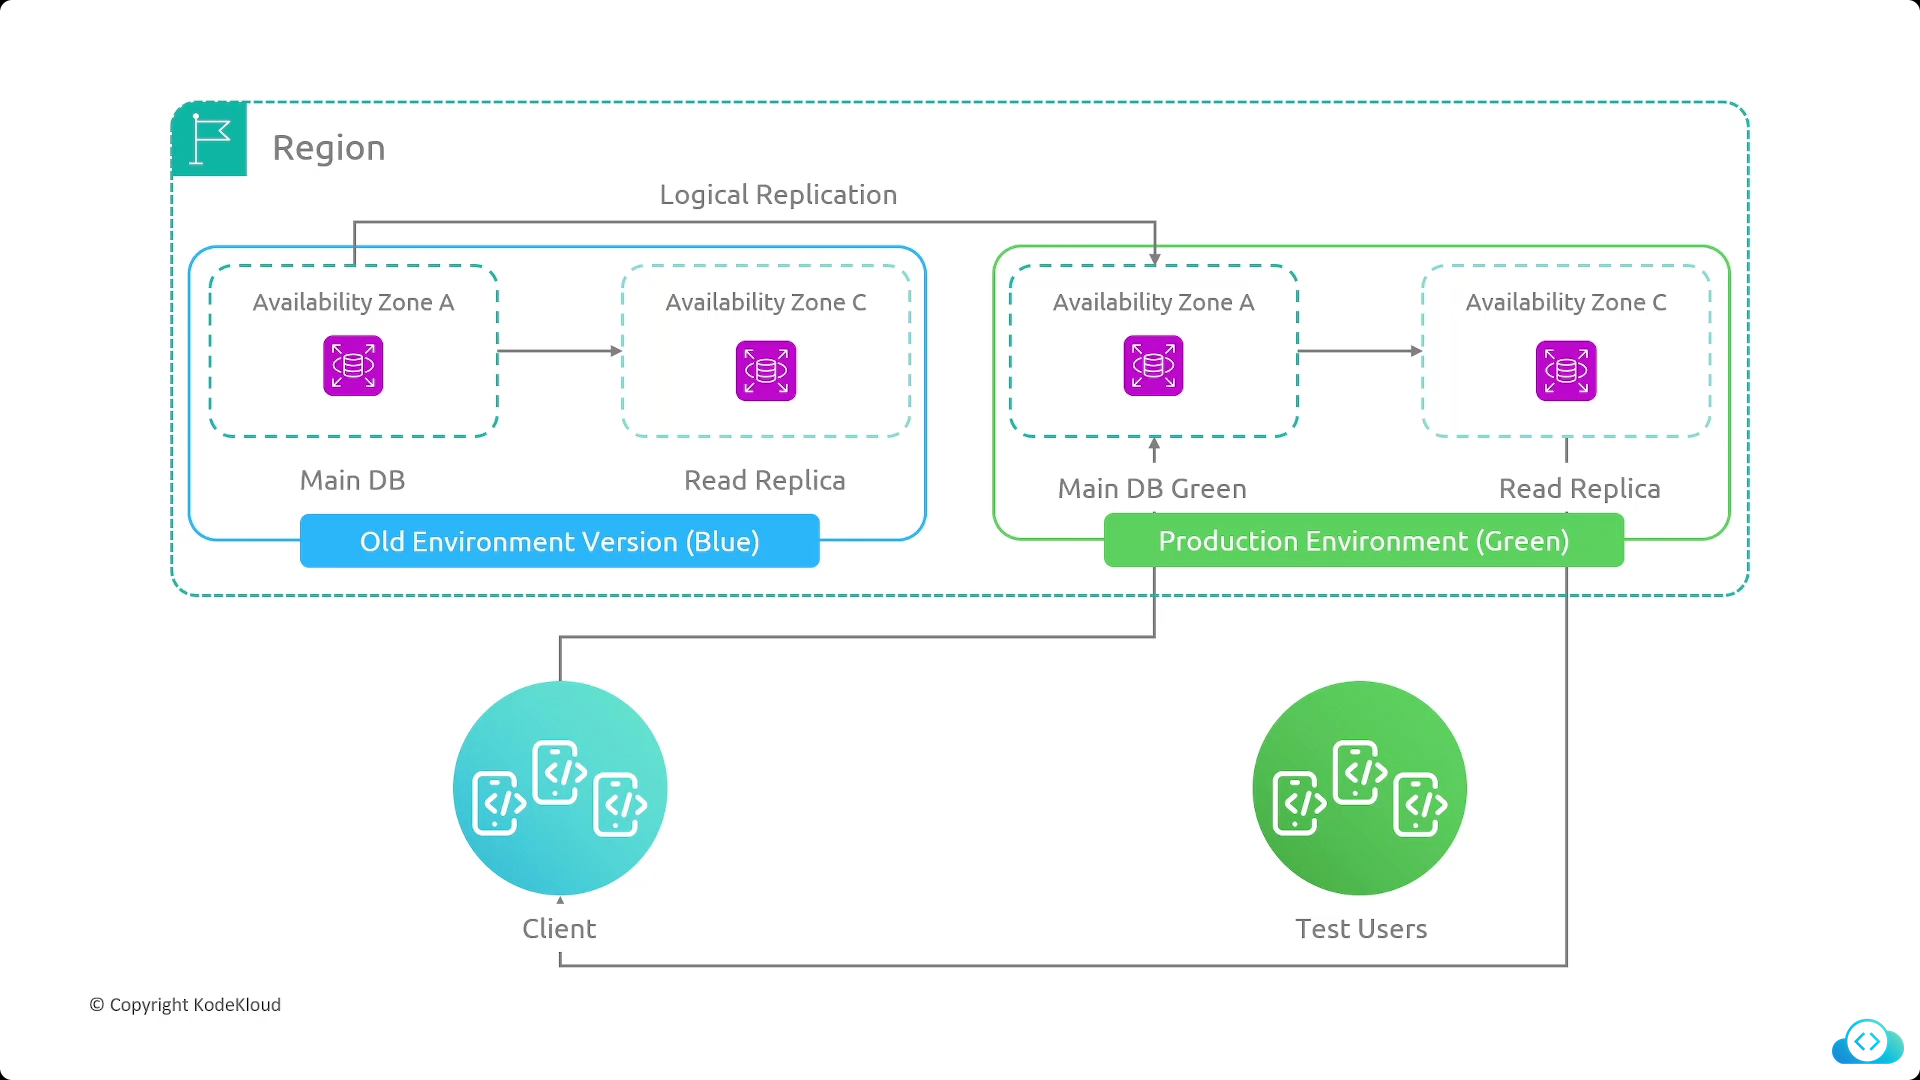 Region
Logical Replication
Availability Zone A
Availability Zone C
Availability Zone A
Availability Zone C
Main DB
Read Replica
Main DB Green
Read Replica
Old Environment Version (Blue)
Production Environment (Green)
Client
Test Users
© Copyright KodeKloud